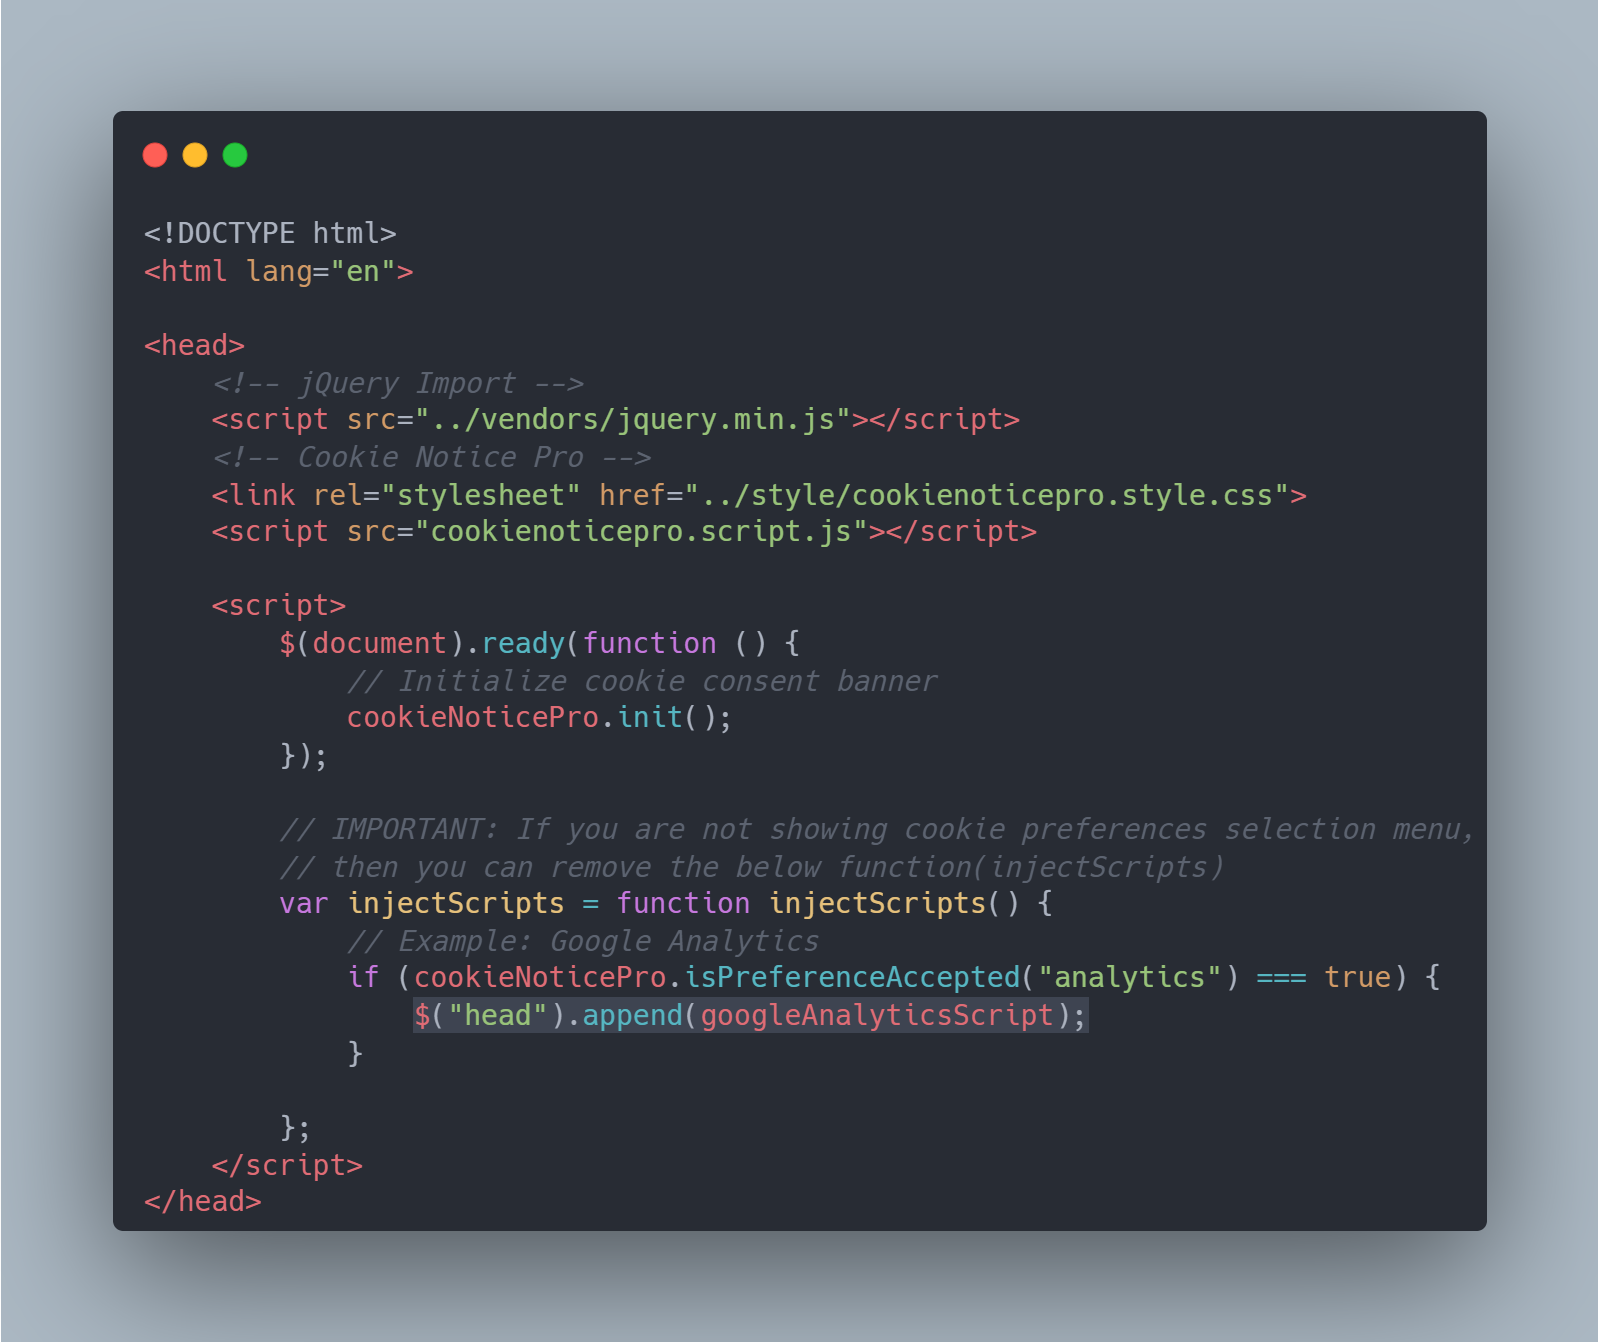 <!DOCTYPE html>
<html lang="en">

<head>
    <!-- jQuery Import -->
    <script src="../vendors/jquery.min.js"></script>
    <!-- Cookie Notice Pro -->
    <link rel="stylesheet" href="../style/cookienoticepro.style.css">
    <script src="cookienoticepro.script.js"></script>

    <script>
        $(document).ready(function () {
            // Initialize cookie consent banner
            cookieNoticePro.init();
        });

        // IMPORTANT: If you are not showing cookie preferences selection menu,
        // then you can remove the below function(injectScripts)
        var injectScripts = function injectScripts() {
            // Example: Google Analytics
            if (cookieNoticePro.isPreferenceAccepted("analytics") === true) {
                $("head").append(googleAnalyticsScript);
            }

        };
    </script>
</head>